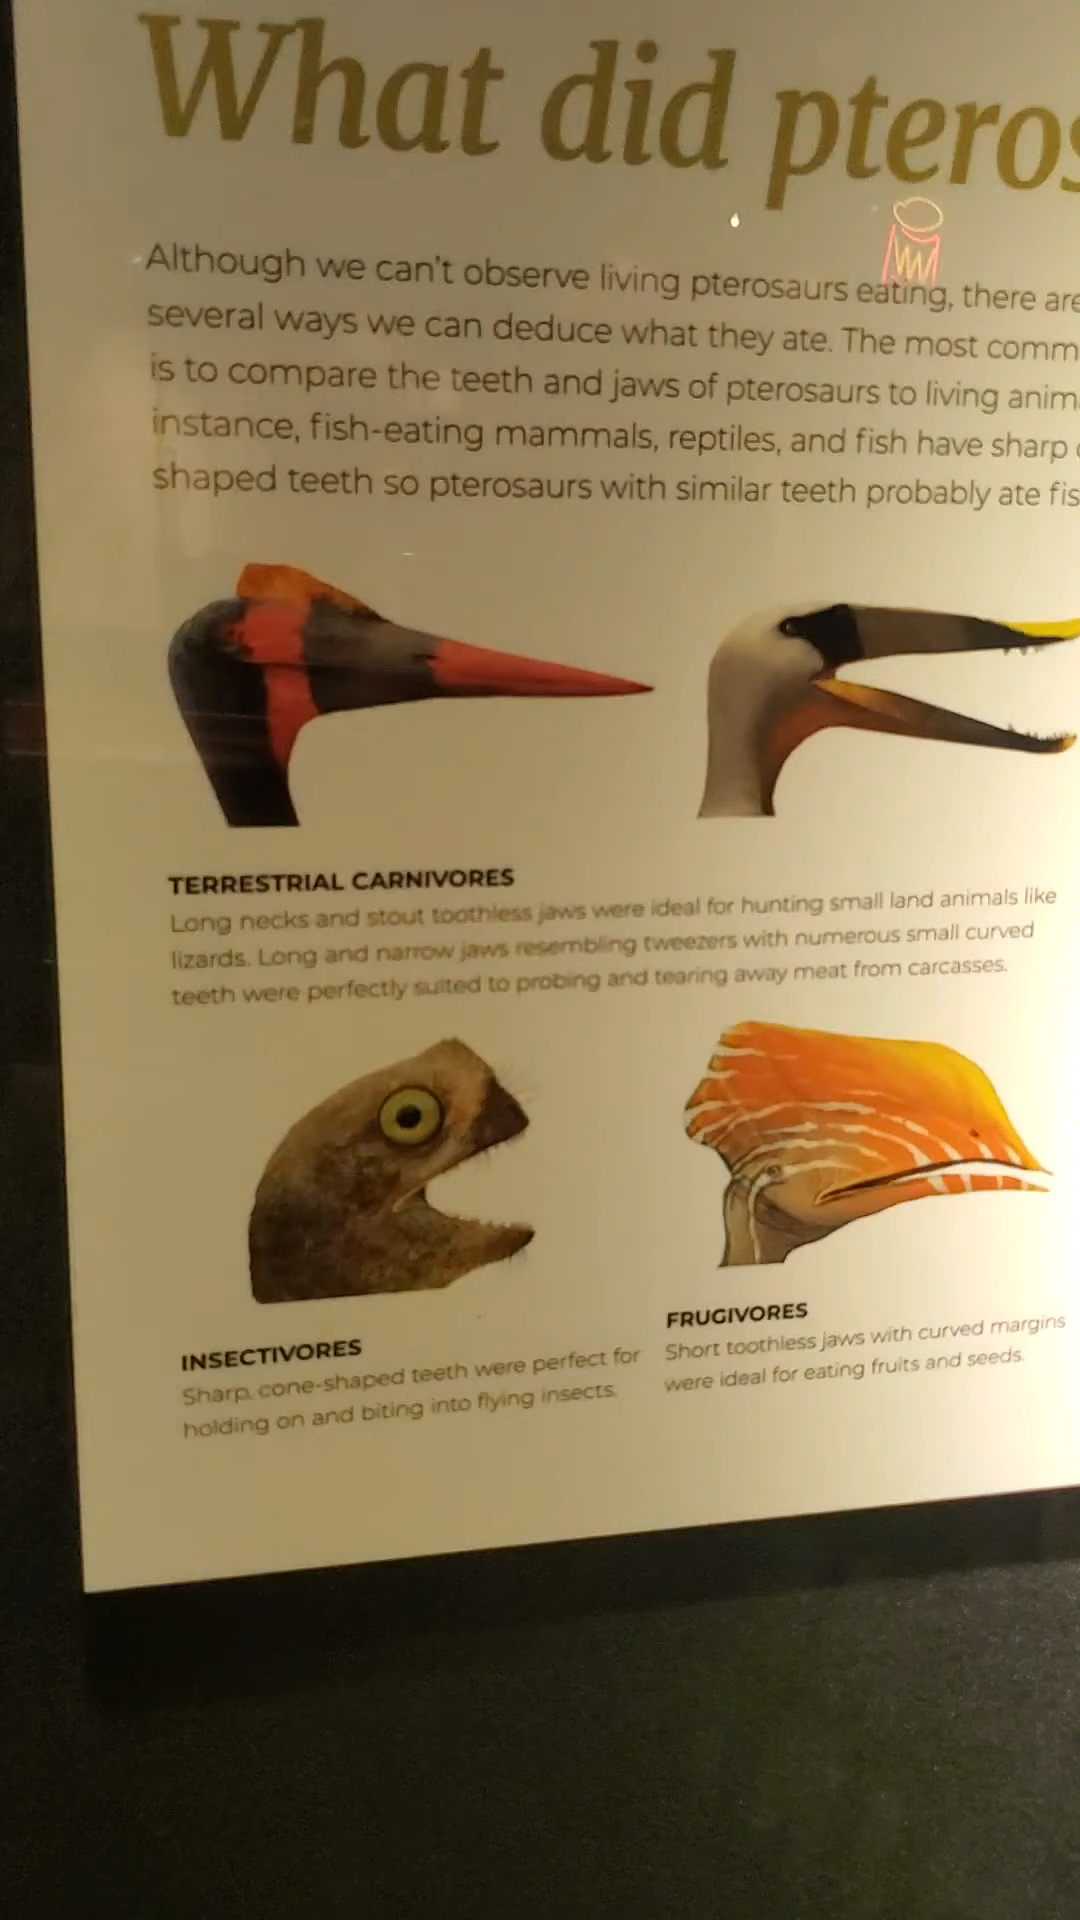 What did pteros
Although we can't observe living pterosaurs eating, there are
several ways we can deduce what they ate. The most comm
is to compare the teeth and jaws of pterosaurs to living anim
instance, fish-eating mammals, reptiles, and fish have sharp
shaped teeth so pterosaurs with similar teeth probably ate fis
TERRESTRIAL CARNIVORES
Long necks and stout toothless jaws were ideal for hunting small land animals like
lizards. Long and narrow jaws resembling tweezers with numerous small curved
teeth were perfectly suited to probing and tearing away meat from carcasses.
INSECTIVORES
Sharp, cone-shaped teeth were perfect for
holding on and biting into flying insects.
FRUGIVORES
Short toothless jaws with curved margins
were ideal for eating fruits and seeds.